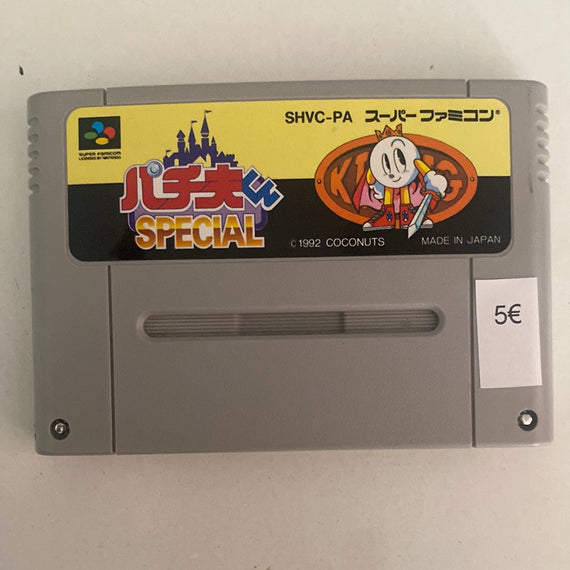 SHVC-PA スーパーファミコン®
SUPER FAMICOM
LICENSED BY NINTENDO
パチ夫くん
SPECIAL
KING
© 1992 COCONUTS MADE IN JAPAN
5€